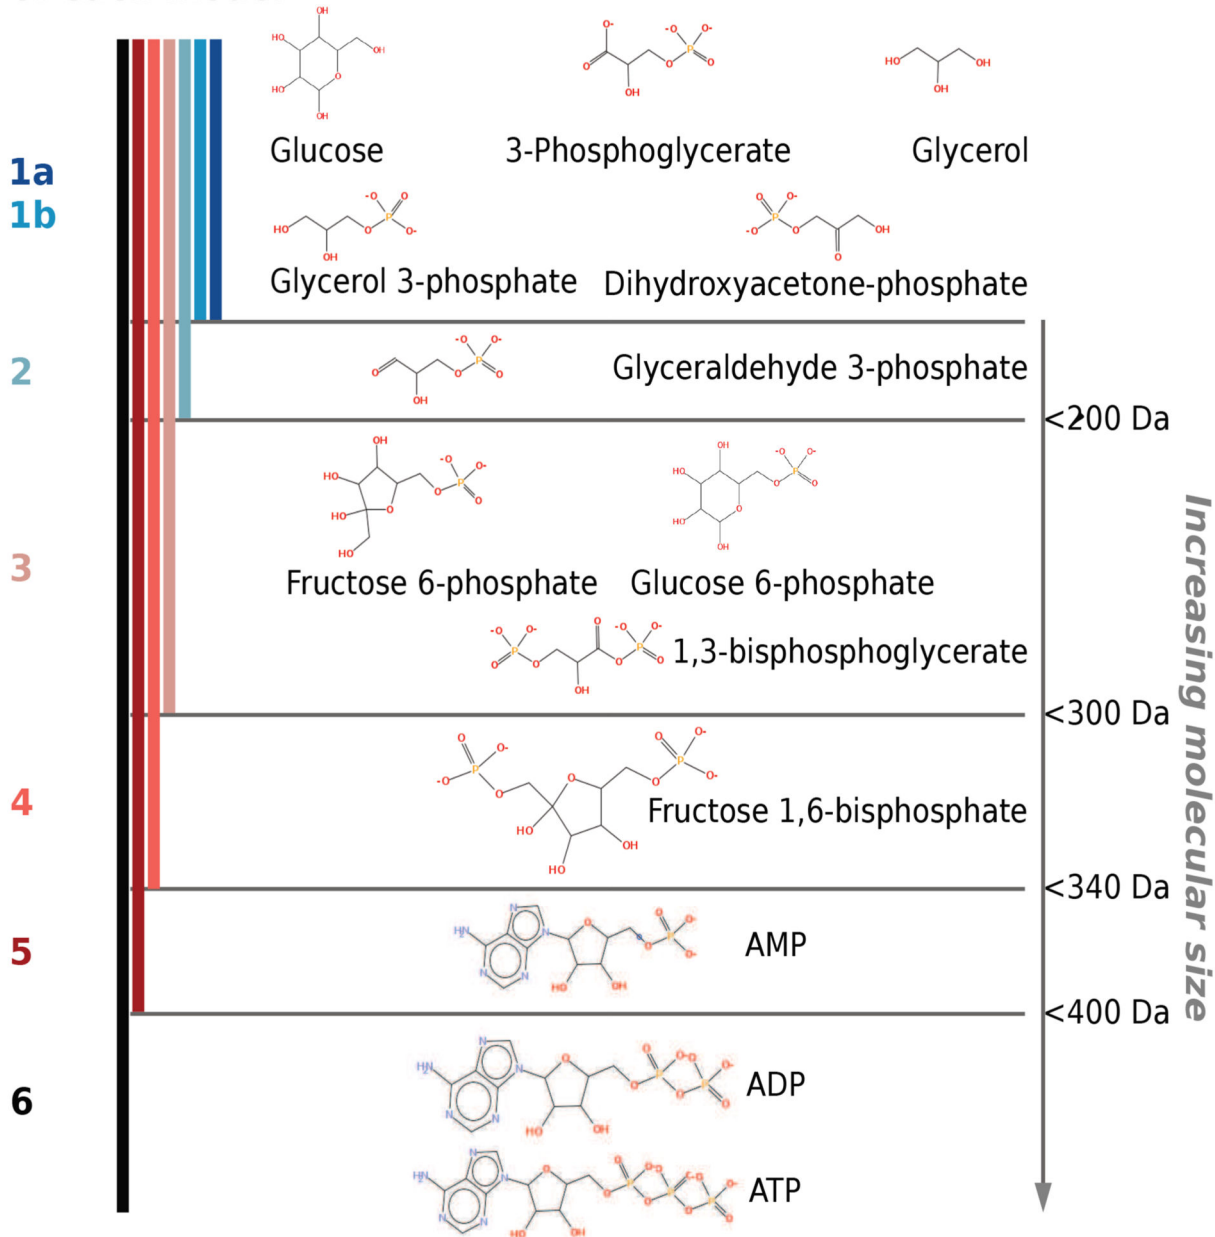 Glucose
3-Phosphoglycerate
Glycerol
1a
1b
Glycerol 3-phosphate
Dihydroxyacetone-phosphate
2
Glyceraldehyde 3-phosphate
<200 Da
3
Fructose 6-phosphate
Glucose 6-phosphate
1,3-bisphosphoglycerate
<300 Da
4
Fructose 1,6-bisphosphate
<340 Da
5
AMP
<400 Da
6
ADP
ATP
Increasing molecular size